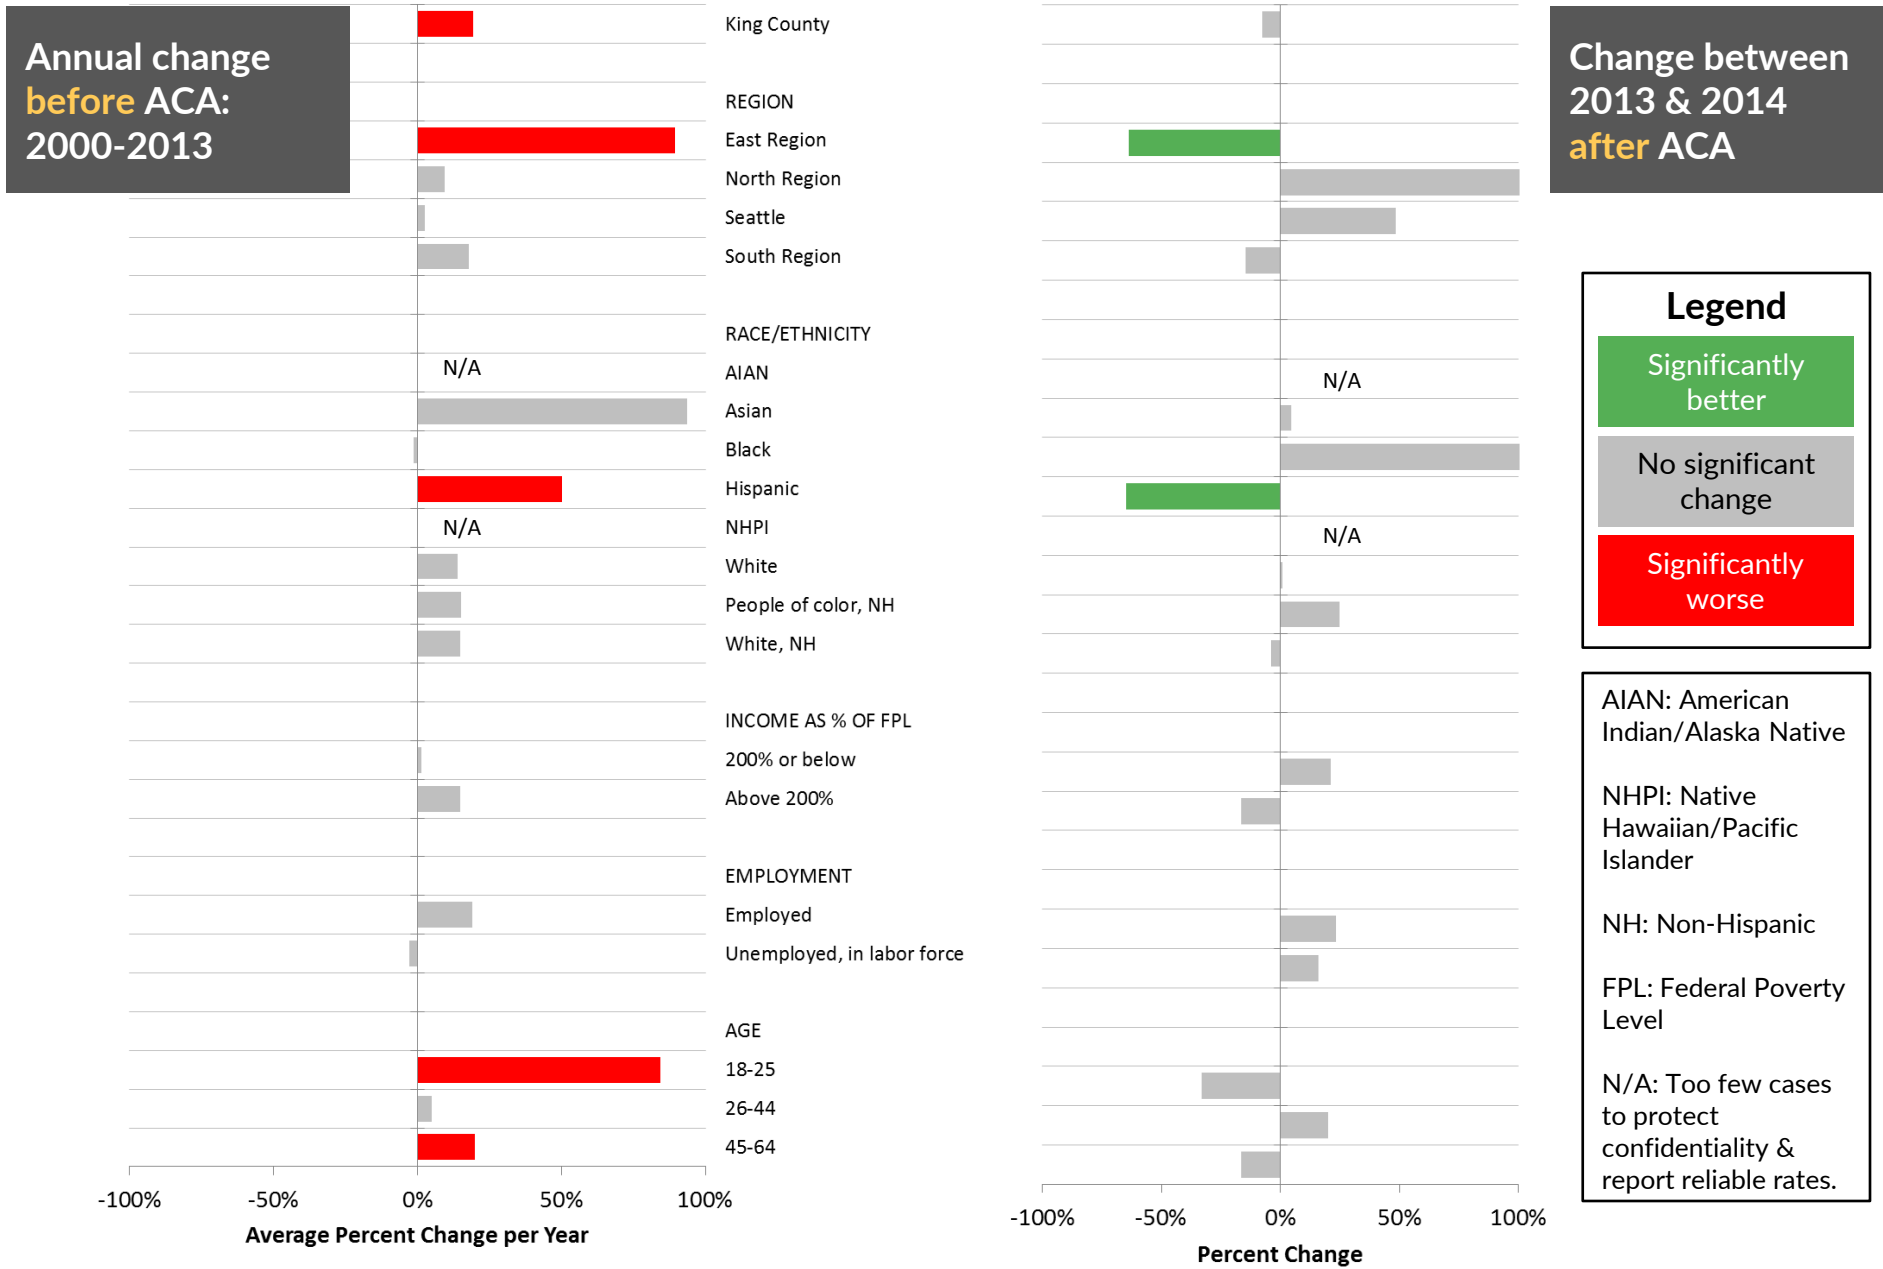 Annual change
before ACA:
2000-2013
King County
REGION
East Region
North Region
Seattle
South Region
RACE/ETHNICITY
N/A
AIAN
N/A
Asian
Black
Hispanic
N/A
NHPI
N/A
White
People of color, NH
White, NH
INCOME AS % OF FPL
200% or below
Above 200%
EMPLOYMENT
Employed
Unemployed, in labor force
AGE
18-25
26-44
45-64
-100%
-50%
0%
50%
100%
Average Percent Change per Year
-100%
-50%
0%
50%
100%
Percent Change
Change between
2013 & 2014
after ACA
Legend
Significantly
better
No significant
change
Significantly
worse
AIAN: American
Indian/Alaska Native
NHPI: Native
Hawaiian/Pacific
Islander
NH: Non-Hispanic
FPL: Federal Poverty
Level
N/A: Too few cases
to protect
confidentiality &
report reliable rates.